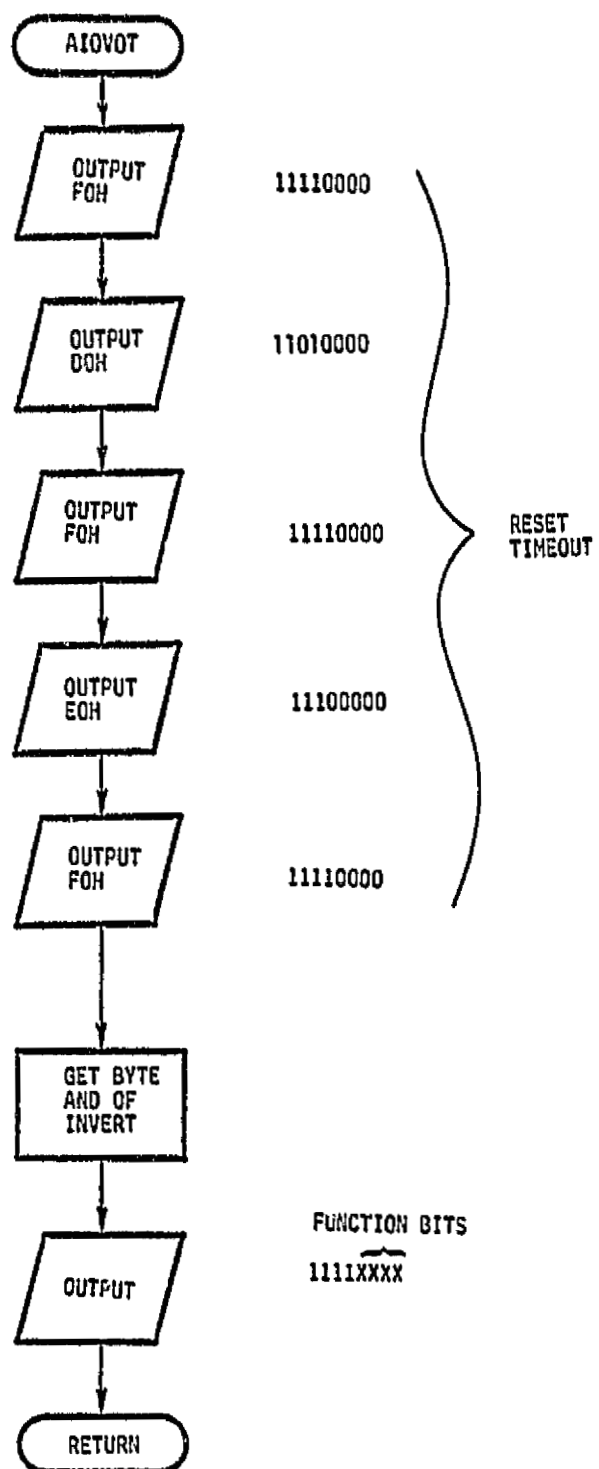 AIOVOT
OUTPUT
F0H
11110000
OUTPUT
D0H
11010000
OUTPUT
F0H
11110000
RESET
TIMEOUT
OUTPUT
E0H
11100000
OUTPUT
F0H
11110000
GET BYTE
AND 0F
INVERT
FUNCTION BITS
1111XXXX
OUTPUT
RETURN